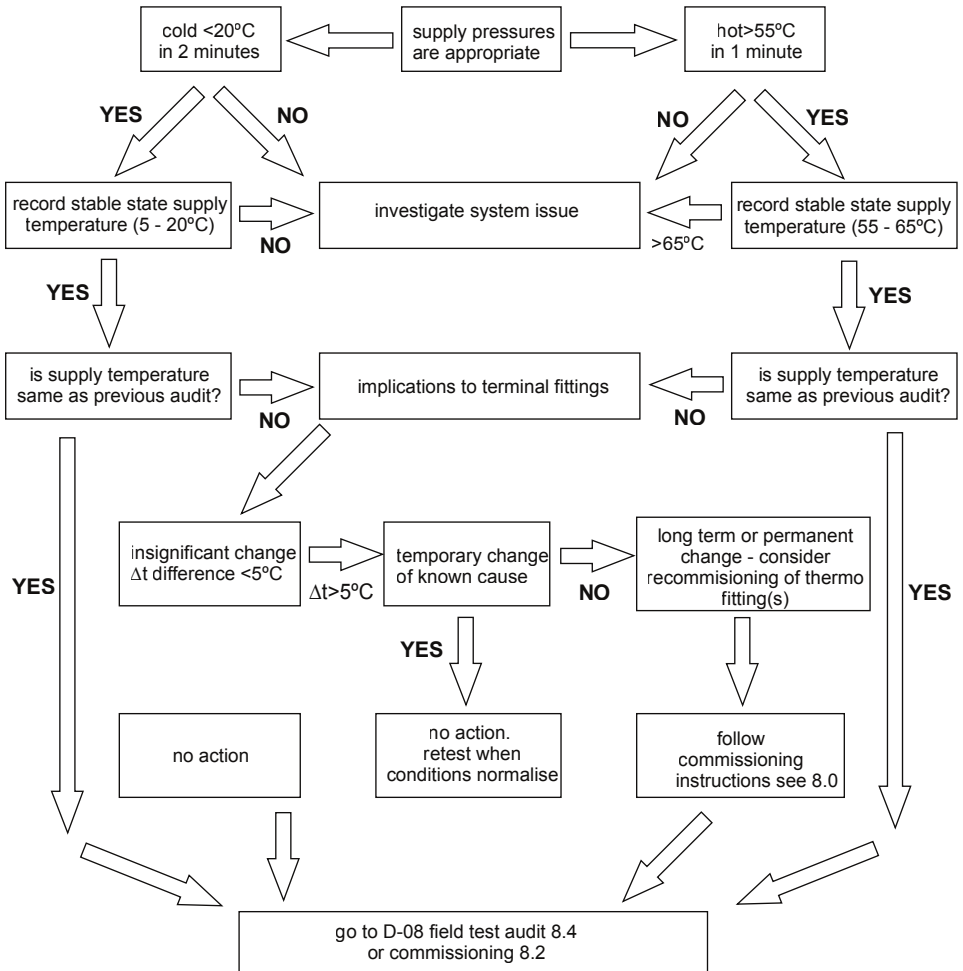 cold <20ºC
in 2 minutes
supply pressures
are appropriate
hot>55ºC
in 1 minute
YES
NO
NO
YES
record stable state supply
temperature (5 - 20ºC)
NO
investigate system issue
>65ºC
record stable state supply
temperature (55 - 65ºC)
YES
YES
is supply temperature
same as previous audit?
NO
implications to terminal fittings
NO
is supply temperature
same as previous audit?
insignificant change
Δt difference <5ºC
Δt>5ºC
temporary change
of known cause
NO
long term or permanent
change - consider
recommisioning of thermo
fitting(s)
YES
YES
YES
no action
no action.
retest when
conditions normalise
follow
commissioning
instructions see 8.0
go to D-08 field test audit 8.4
or commissioning 8.2